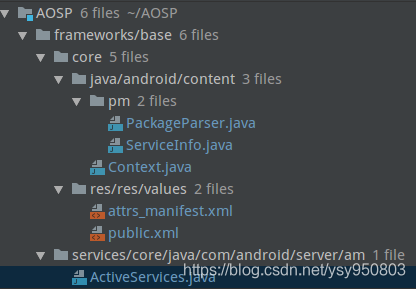 AOSP 6 files ~/AOSP
frameworks/base 6 files
core 5 files
java/android/content 3 files
pm 2 files
PackageParser.java
ServiceInfo.java
Context.java
res/res/values 2 files
attrs_manifest.xml
public.xml
services/core/java/com/android/server/am 1 file
ActiveServices.java
https://blog.csdn.net/ysy950803